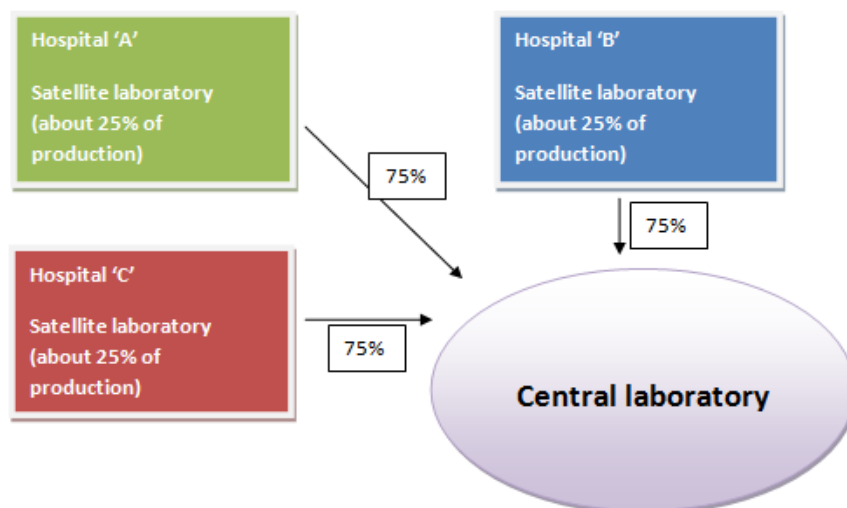 Hospital ‘A’
Satellite laboratory
(about 25% of
production)
75%
Hospital ‘B’
Satellite laboratory
(about 25% of
production)
75%
Hospital ‘C’
Satellite laboratory
(about 25% of
production)
75%
Central laboratory